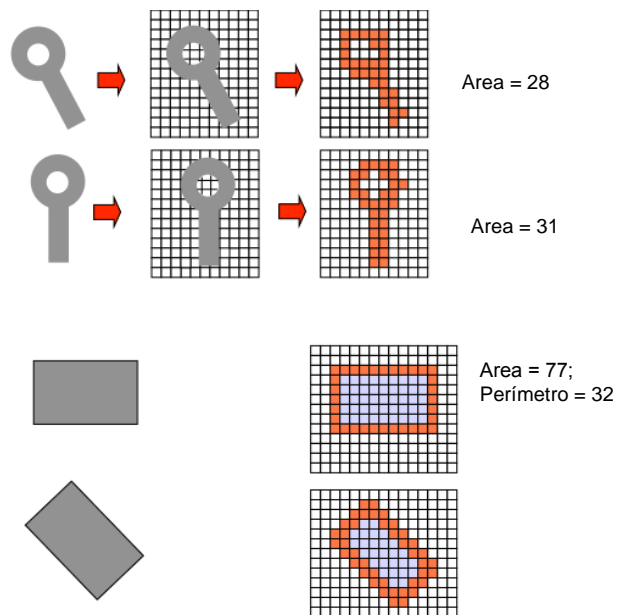 Area = 28
Area = 31
Area = 77;
Perímetro = 32